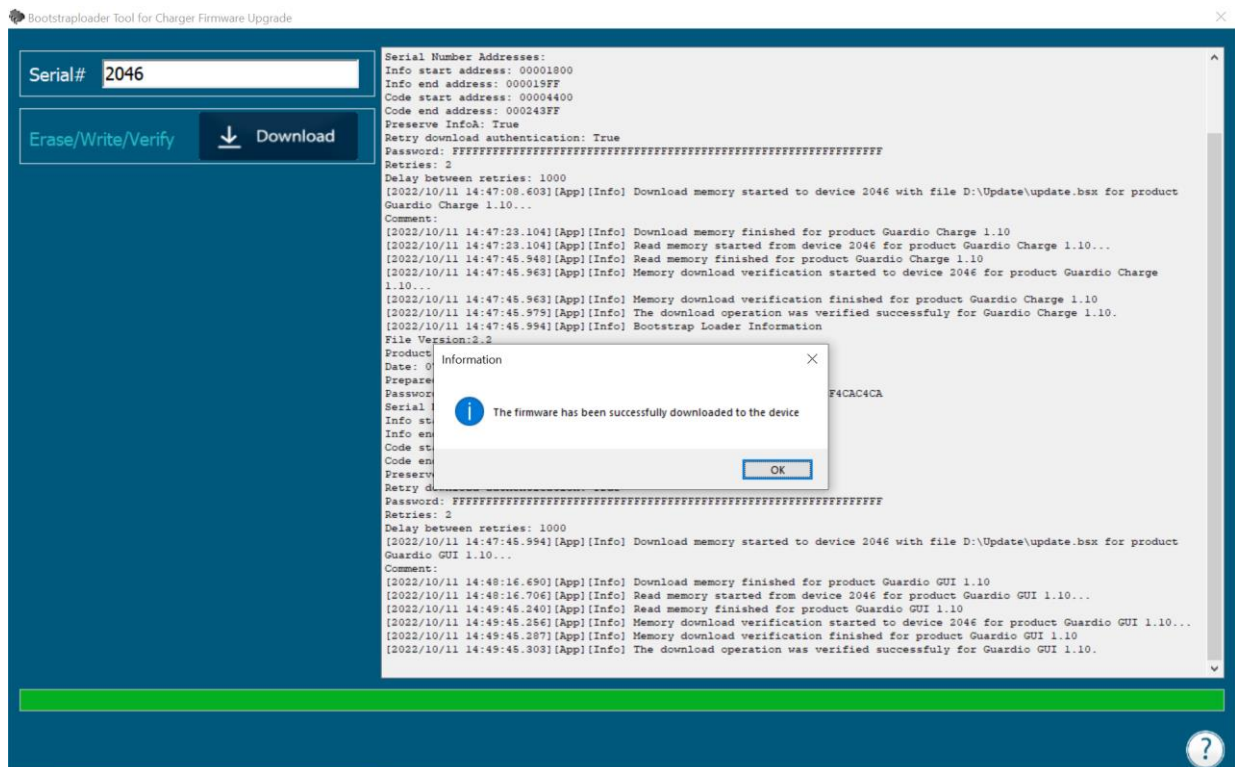 Bootstraploader Tool for Charger Firmware Upgrade
Serial# 2046
Erase/Write/Verify Download
Serial Number Addresses:
Info start address: 00001800
Info end address: 000019FF
Code start address: 00004400
Code end address: 000243FF
Preserve InfoA: True
Retry download authentication: True
Password: FFFFFFFFFFFFFFFFFFFFFFFFFFFFFFFFFFFFFFFFFFFFFFFFFFFFFFFFFFFFFFFF
Retries: 2
Delay between retries: 1000
[2022/10/11 14:47:08.603][App][Info] Download memory started to device 2046 with file D:\Update\update.bsx for product
Guardio Charge 1.10...
Comment:
[2022/10/11 14:47:23.104][App][Info] Download memory finished for product Guardio Charge 1.10
[2022/10/11 14:47:23.104][App][Info] Read memory started from device 2046 for product Guardio Charge 1.10...
[2022/10/11 14:47:45.948][App][Info] Read memory finished for product Guardio Charge 1.10
[2022/10/11 14:47:45.963][App][Info] Memory download verification started to device 2046 for product Guardio Charge
1.10...
[2022/10/11 14:47:45.963][App][Info] Memory download verification finished for product Guardio Charge 1.10
[2022/10/11 14:47:45.979][App][Info] The download operation was verified successfuly for Guardio Charge 1.10.
[2022/10/11 14:47:45.994][App][Info] Bootstrap Loader Information
File Version:2.2
Product
Date: 0
Prepare
Passwor F4CAC4CA
Serial
Info st
Info en
Code st
Code en
Preserv
Information
The firmware has been successfully downloaded to the device
OK
Retry
Password: FFFFFFFFFFFFFFFFFFFFFFFFFFFFFFFFFFFFFFFFFFFFFFFFFFFFFFFFFFFFFFFF
Retries: 2
Delay between retries: 1000
[2022/10/11 14:47:45.994][App][Info] Download memory started to device 2046 with file D:\Update\update.bsx for product
Guardio GUI 1.10...
Comment:
[2022/10/11 14:48:16.690][App][Info] Download memory finished for product Guardio GUI 1.10
[2022/10/11 14:48:16.706][App][Info] Read memory started from device 2046 for product Guardio GUI 1.10...
[2022/10/11 14:49:45.240][App][Info] Read memory finished for product Guardio GUI 1.10
[2022/10/11 14:49:45.256][App][Info] Memory download verification started to device 2046 for product Guardio GUI 1.10...
[2022/10/11 14:49:45.287][App][Info] Memory download verification finished for product Guardio GUI 1.10
[2022/10/11 14:49:45.303][App][Info] The download operation was verified successfuly for Guardio GUI 1.10.
?